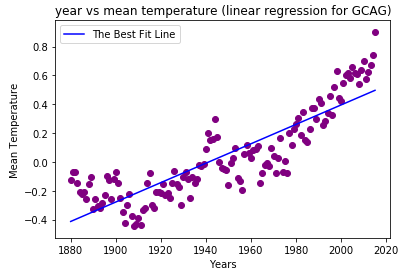 year vs mean temperature (linear regression for GCAG)
The Best Fit Line
Mean Temperature
0.8
0.6
0.4
0.2
0.0
−0.2
−0.4
1880 1900 1920 1940 1960 1980 2000 2020
Years